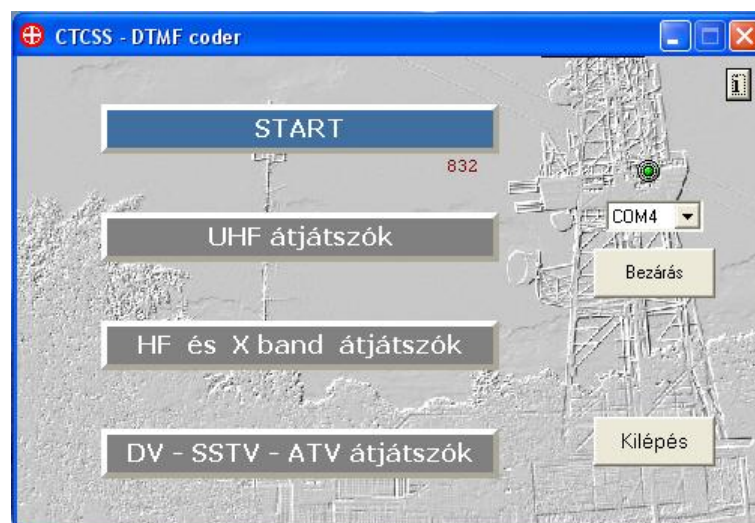 CTCSS - DTMF coder
i
START
832
UHF átjátszók
COM4
Bezárás
HF és X band átjátszók
DV - SSTV - ATV átjátszók
Kilépés